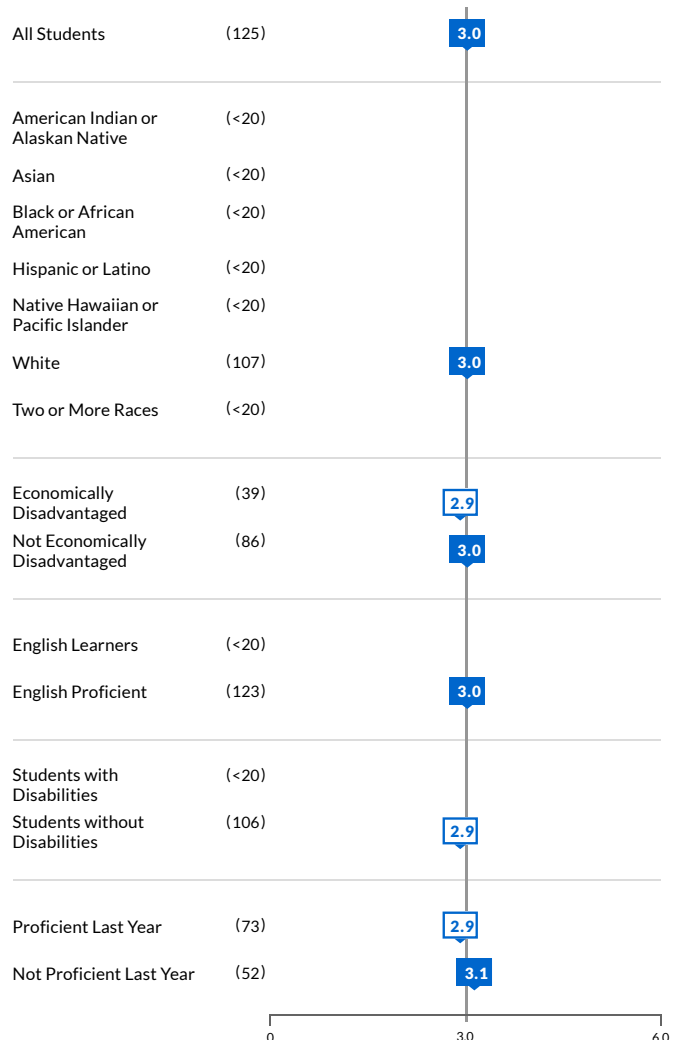 All Students (125) 3.0
American Indian or (<20)
Alaskan Native
Asian (<20)
Black or African (<20)
American
Hispanic or Latino (<20)
Native Hawaiian or (<20)
Pacific Islander
White (107) 3.0
Two or More Races (<20)
Economically (39) 2.9
Disadvantaged
Not Economically (86) 3.0
Disadvantaged
English Learners (<20)
English Proficient (123) 3.0
Students with (<20)
Disabilities
Students without (106) 2.9
Disabilities
Proficient Last Year (73) 2.9
Not Proficient Last Year (52) 3.1
0 3.0 6.0